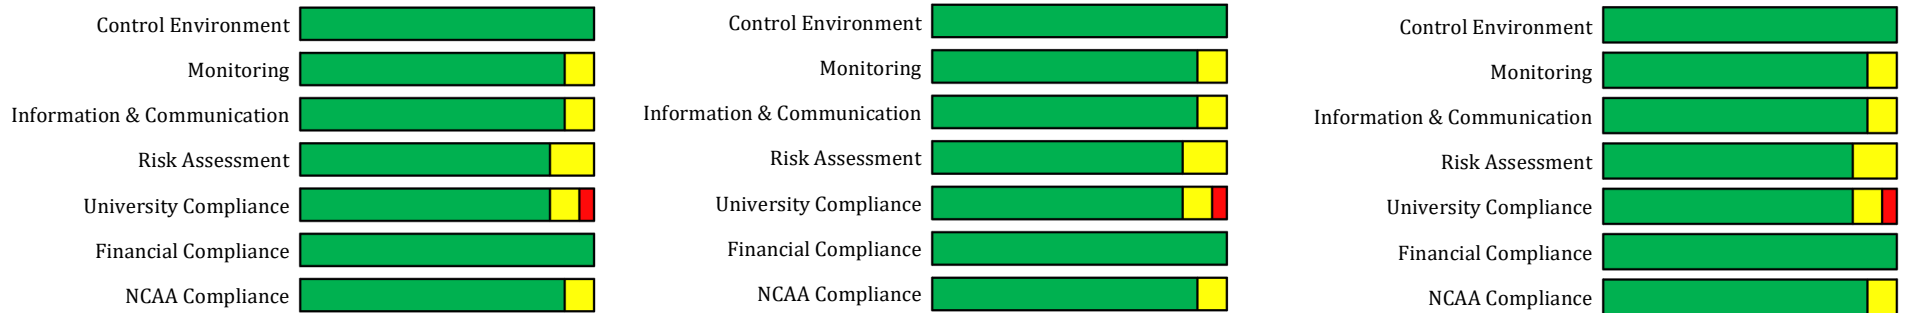 Control Environment
Monitoring
Information & Communication
Risk Assessment
University Compliance
Financial Compliance
NCAA Compliance
Control Environment
Monitoring
Information & Communication
Risk Assessment
University Compliance
Financial Compliance
NCAA Compliance
Control Environment
Monitoring
Information & Communication
Risk Assessment
University Compliance
Financial Compliance
NCAA Compliance